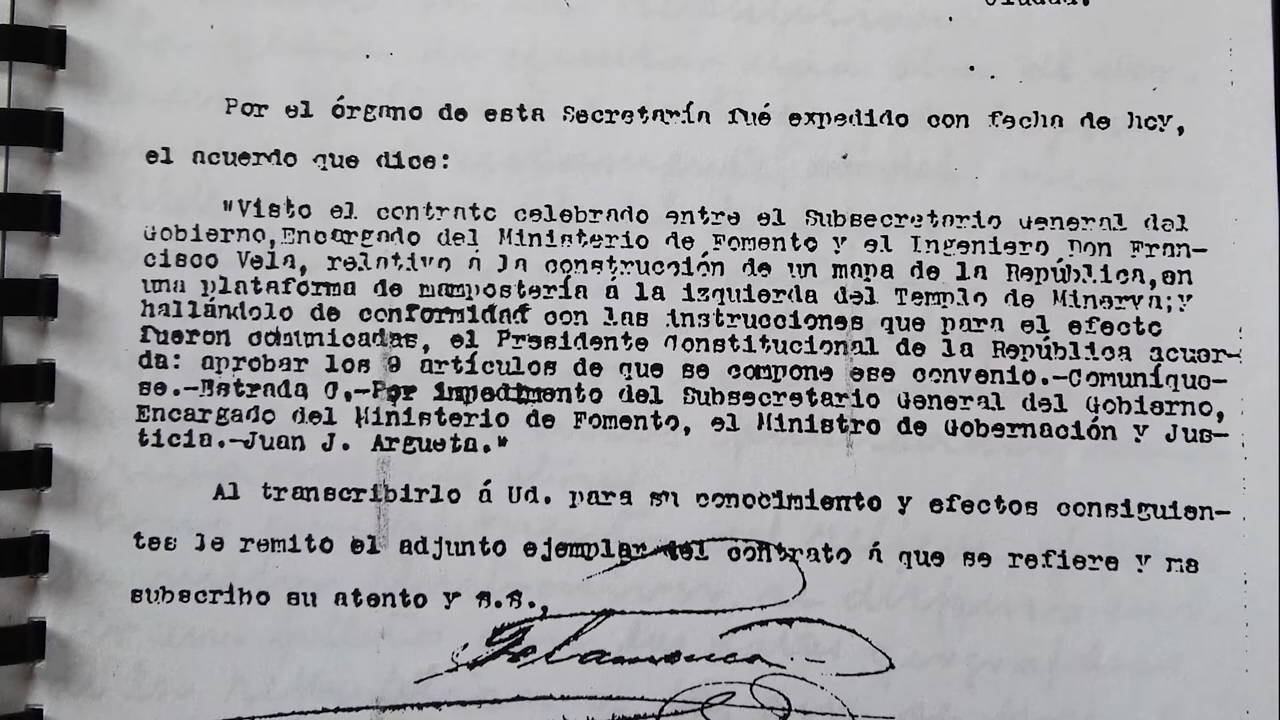 Ciudad.
Por el órgano de esta Secretaría fué expedido con fecha de hoy,
el acuerdo que dice:
"Visto el contrato celebrado entre el Subsecretario General del
Gobierno,Encargado del Ministerio de Fomento y el Ingeniero Don Fran-
cisco Vela, relativo á la construcción de un mapa de la República,en
una plataforma de mampostería á la izquierda del Templo de Minerva;y
hallándolo de conformidad con las instrucciones que para el efecto
fueron comunicadas, el Presidente Constitucional de la República acuer-
da: aprobar los 9 artículos de que se compone ese convenio.-Comuníque-
se.-Estrada C.-Por impedimento del Subsecretario General del Gobierno,
Encargado del Ministerio de Fomento, el Ministro de Gobernación y Jus-
ticia.-Juan J. Argueta."
Al transcribirlo á Ud. para su conocimiento y efectos consiguien-
tes le remito el adjunto ejemplar del contrato á que se refiere y me
subscribo su atento y S.S.,